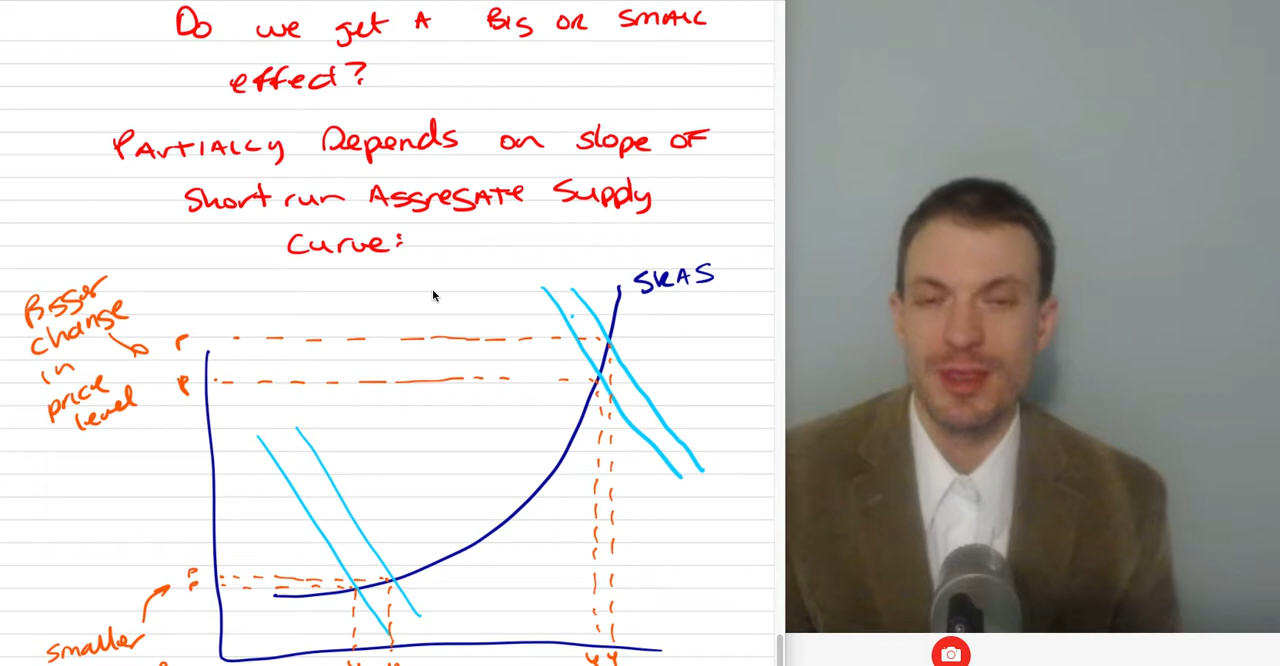 Do we get A Big or small
effect?
Partially Depends on slope of
Short run Aggregate Supply
Curve:
SRAS
Bigger
change
in
price
level
P
P
P
P
smaller
Y Y